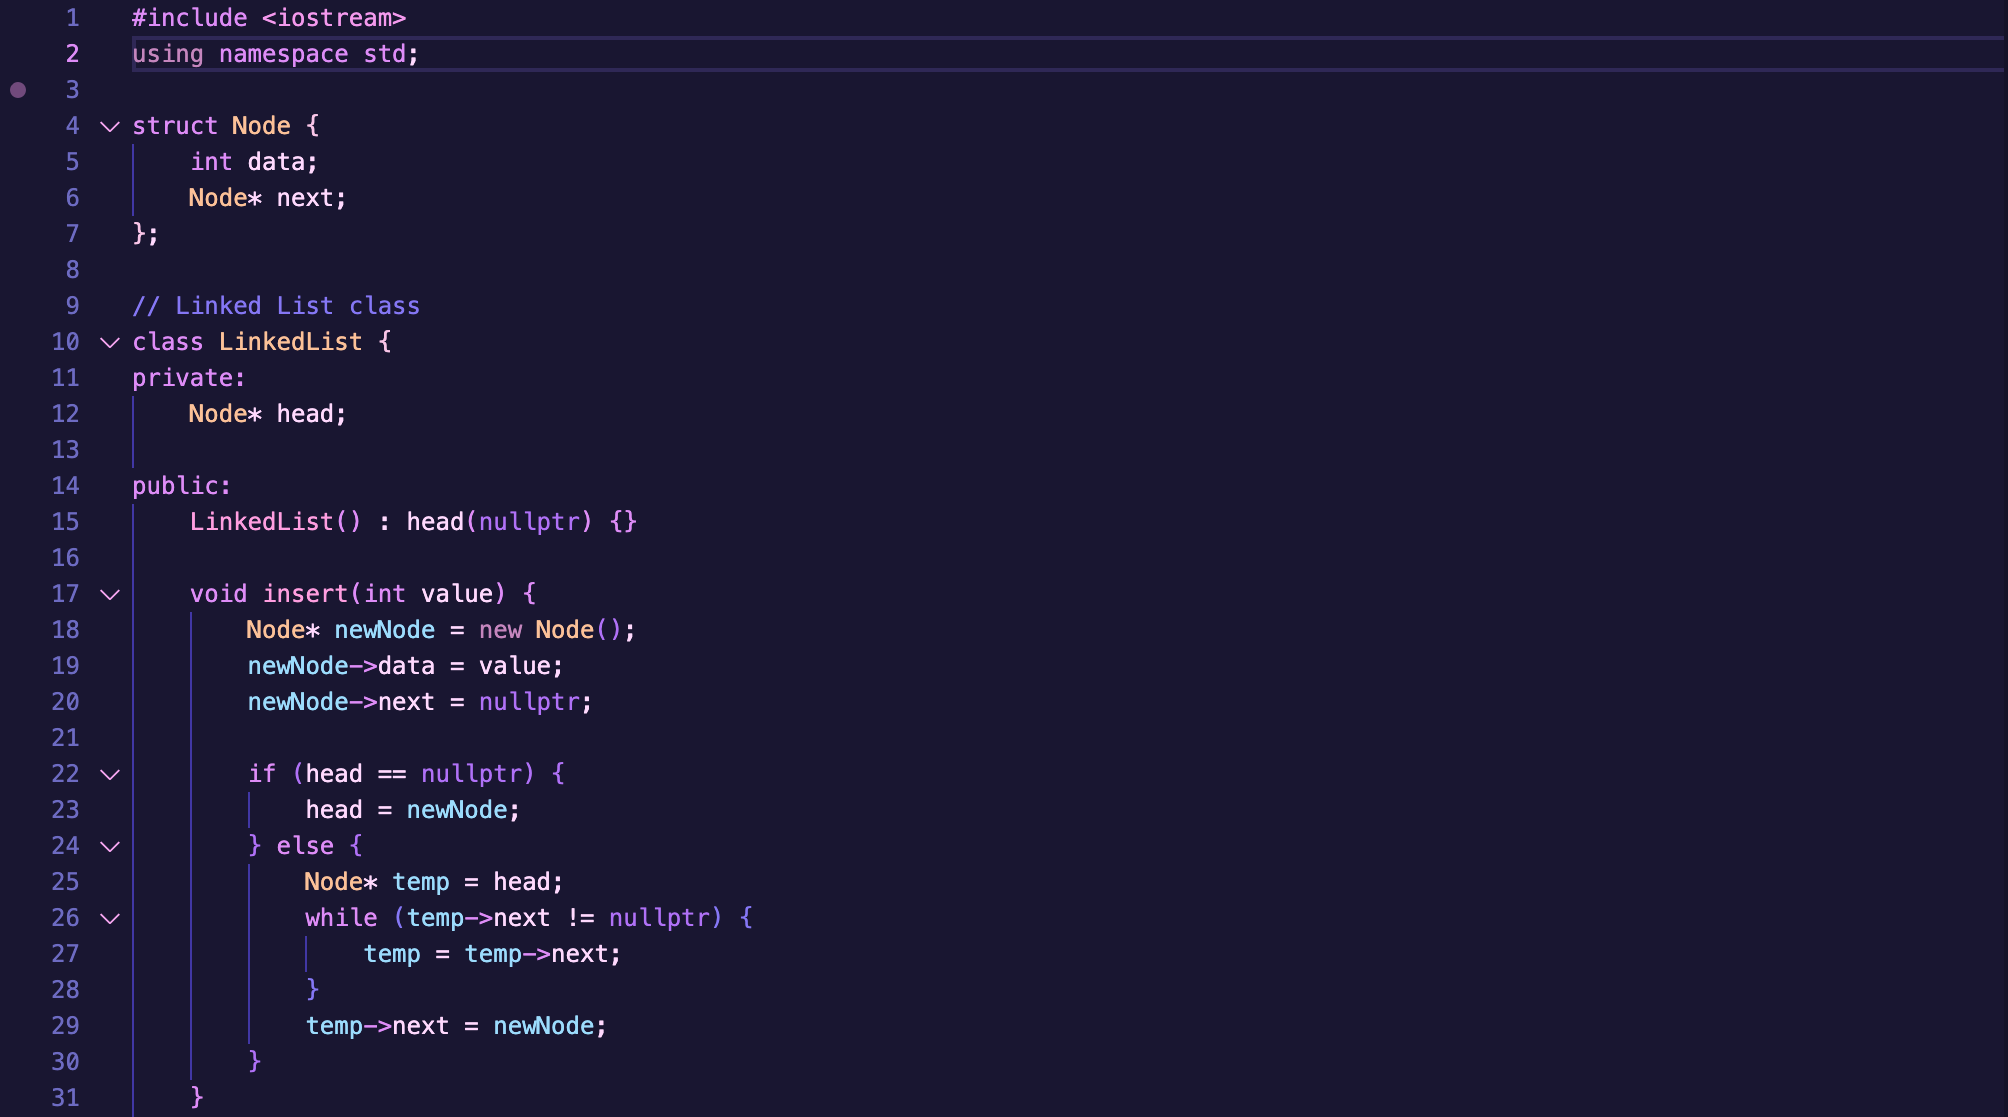 1 #include <iostream>
2 using namespace std;
3
4 struct Node {
5     int data;
6     Node* next;
7 };
8
9 // Linked List class
10 class LinkedList {
11 private:
12     Node* head;
13
14 public:
15     LinkedList() : head(nullptr) {}
16
17     void insert(int value) {
18         Node* newNode = new Node();
19         newNode->data = value;
20         newNode->next = nullptr;
21
22         if (head == nullptr) {
23             head = newNode;
24         } else {
25             Node* temp = head;
26             while (temp->next != nullptr) {
27                 temp = temp->next;
28             }
29             temp->next = newNode;
30         }
31     }